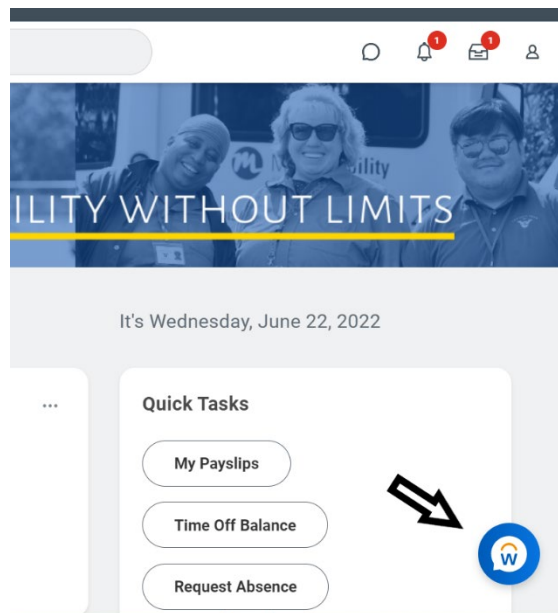 1
1
M
ility
ILITY WITHOUT LIMITS
It's Wednesday, June 22, 2022
Quick Tasks
My Payslips
Time Off Balance
Request Absence
W